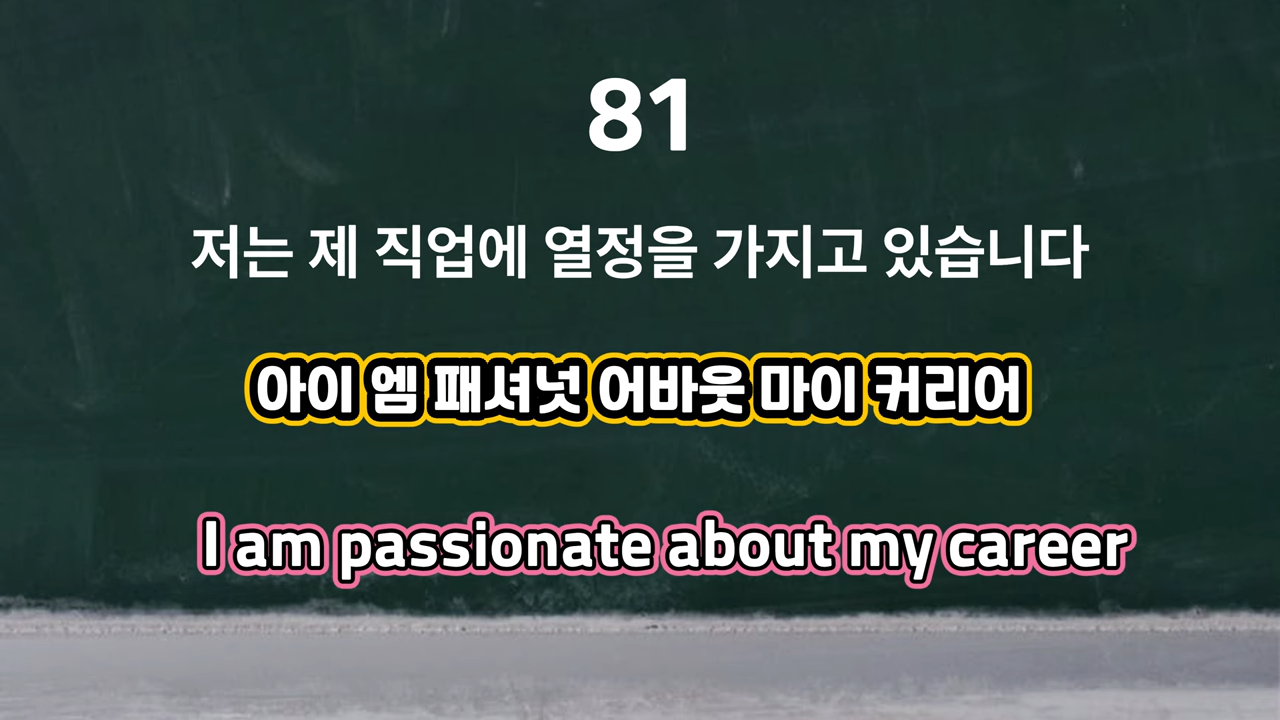 81
저는 제 직업에 열정을 가지고 있습니다
아이 엠 패셔넛 어바웃 마이 커리어
I am passionate about my career